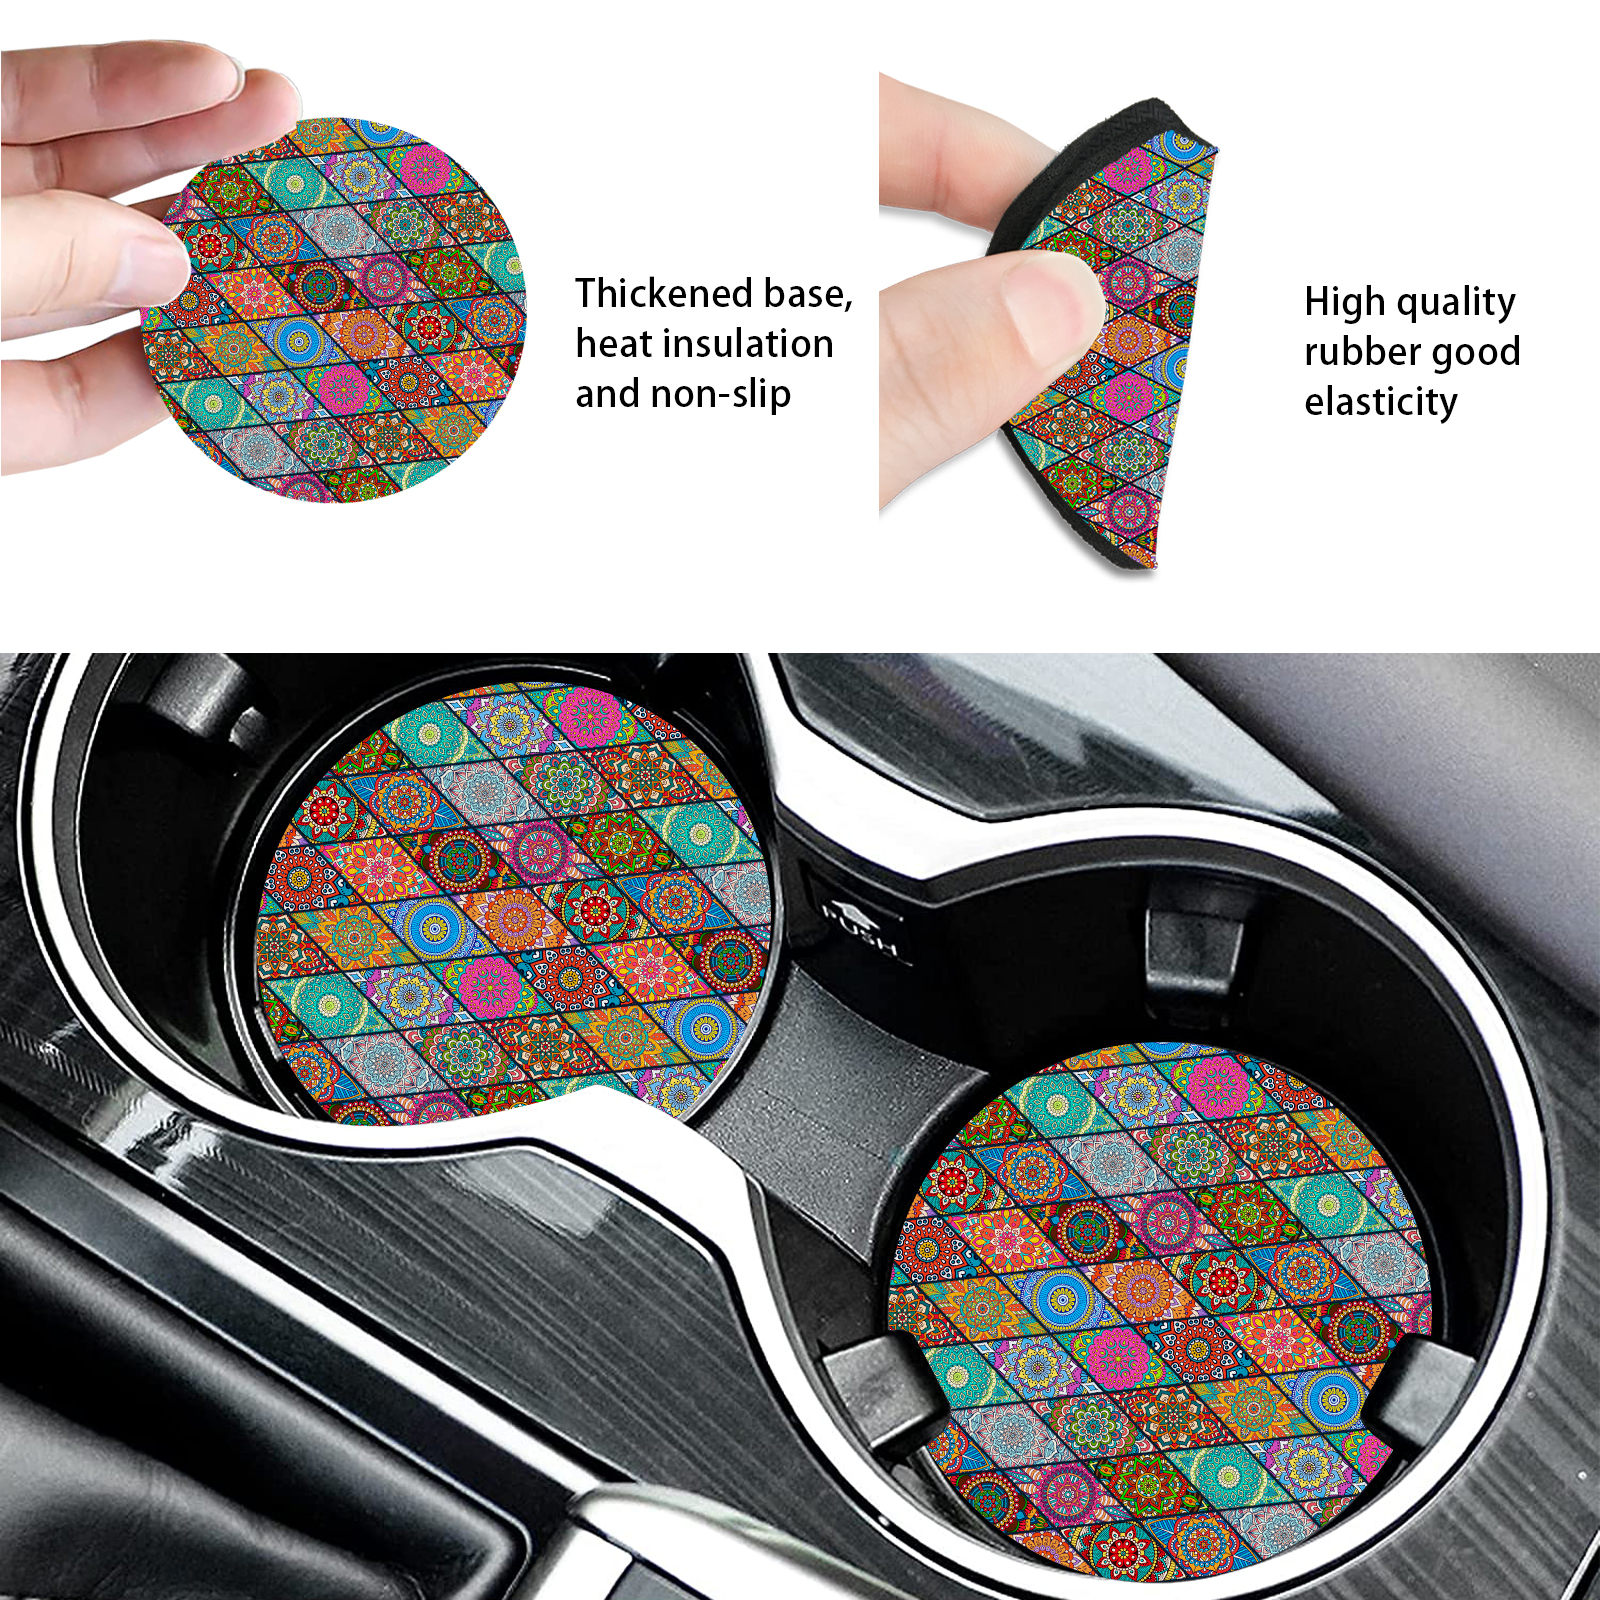 Thickened base,
heat insulation
and non-slip
High quality
rubber good
elasticity
PUSH